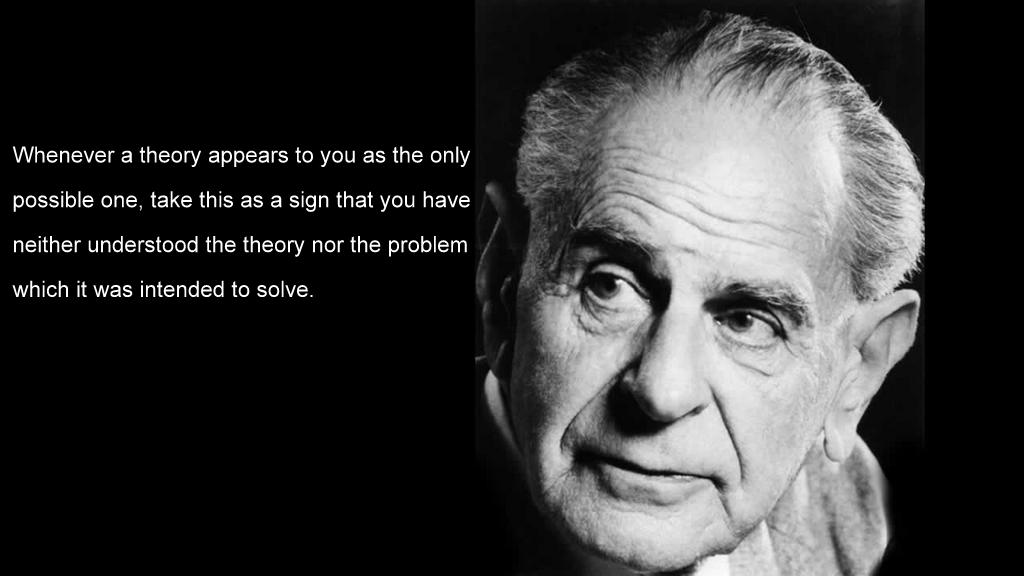 Whenever a theory appears to you as the only
possible one, take this as a sign that you have
neither understood the theory nor the problem
which it was intended to solve.